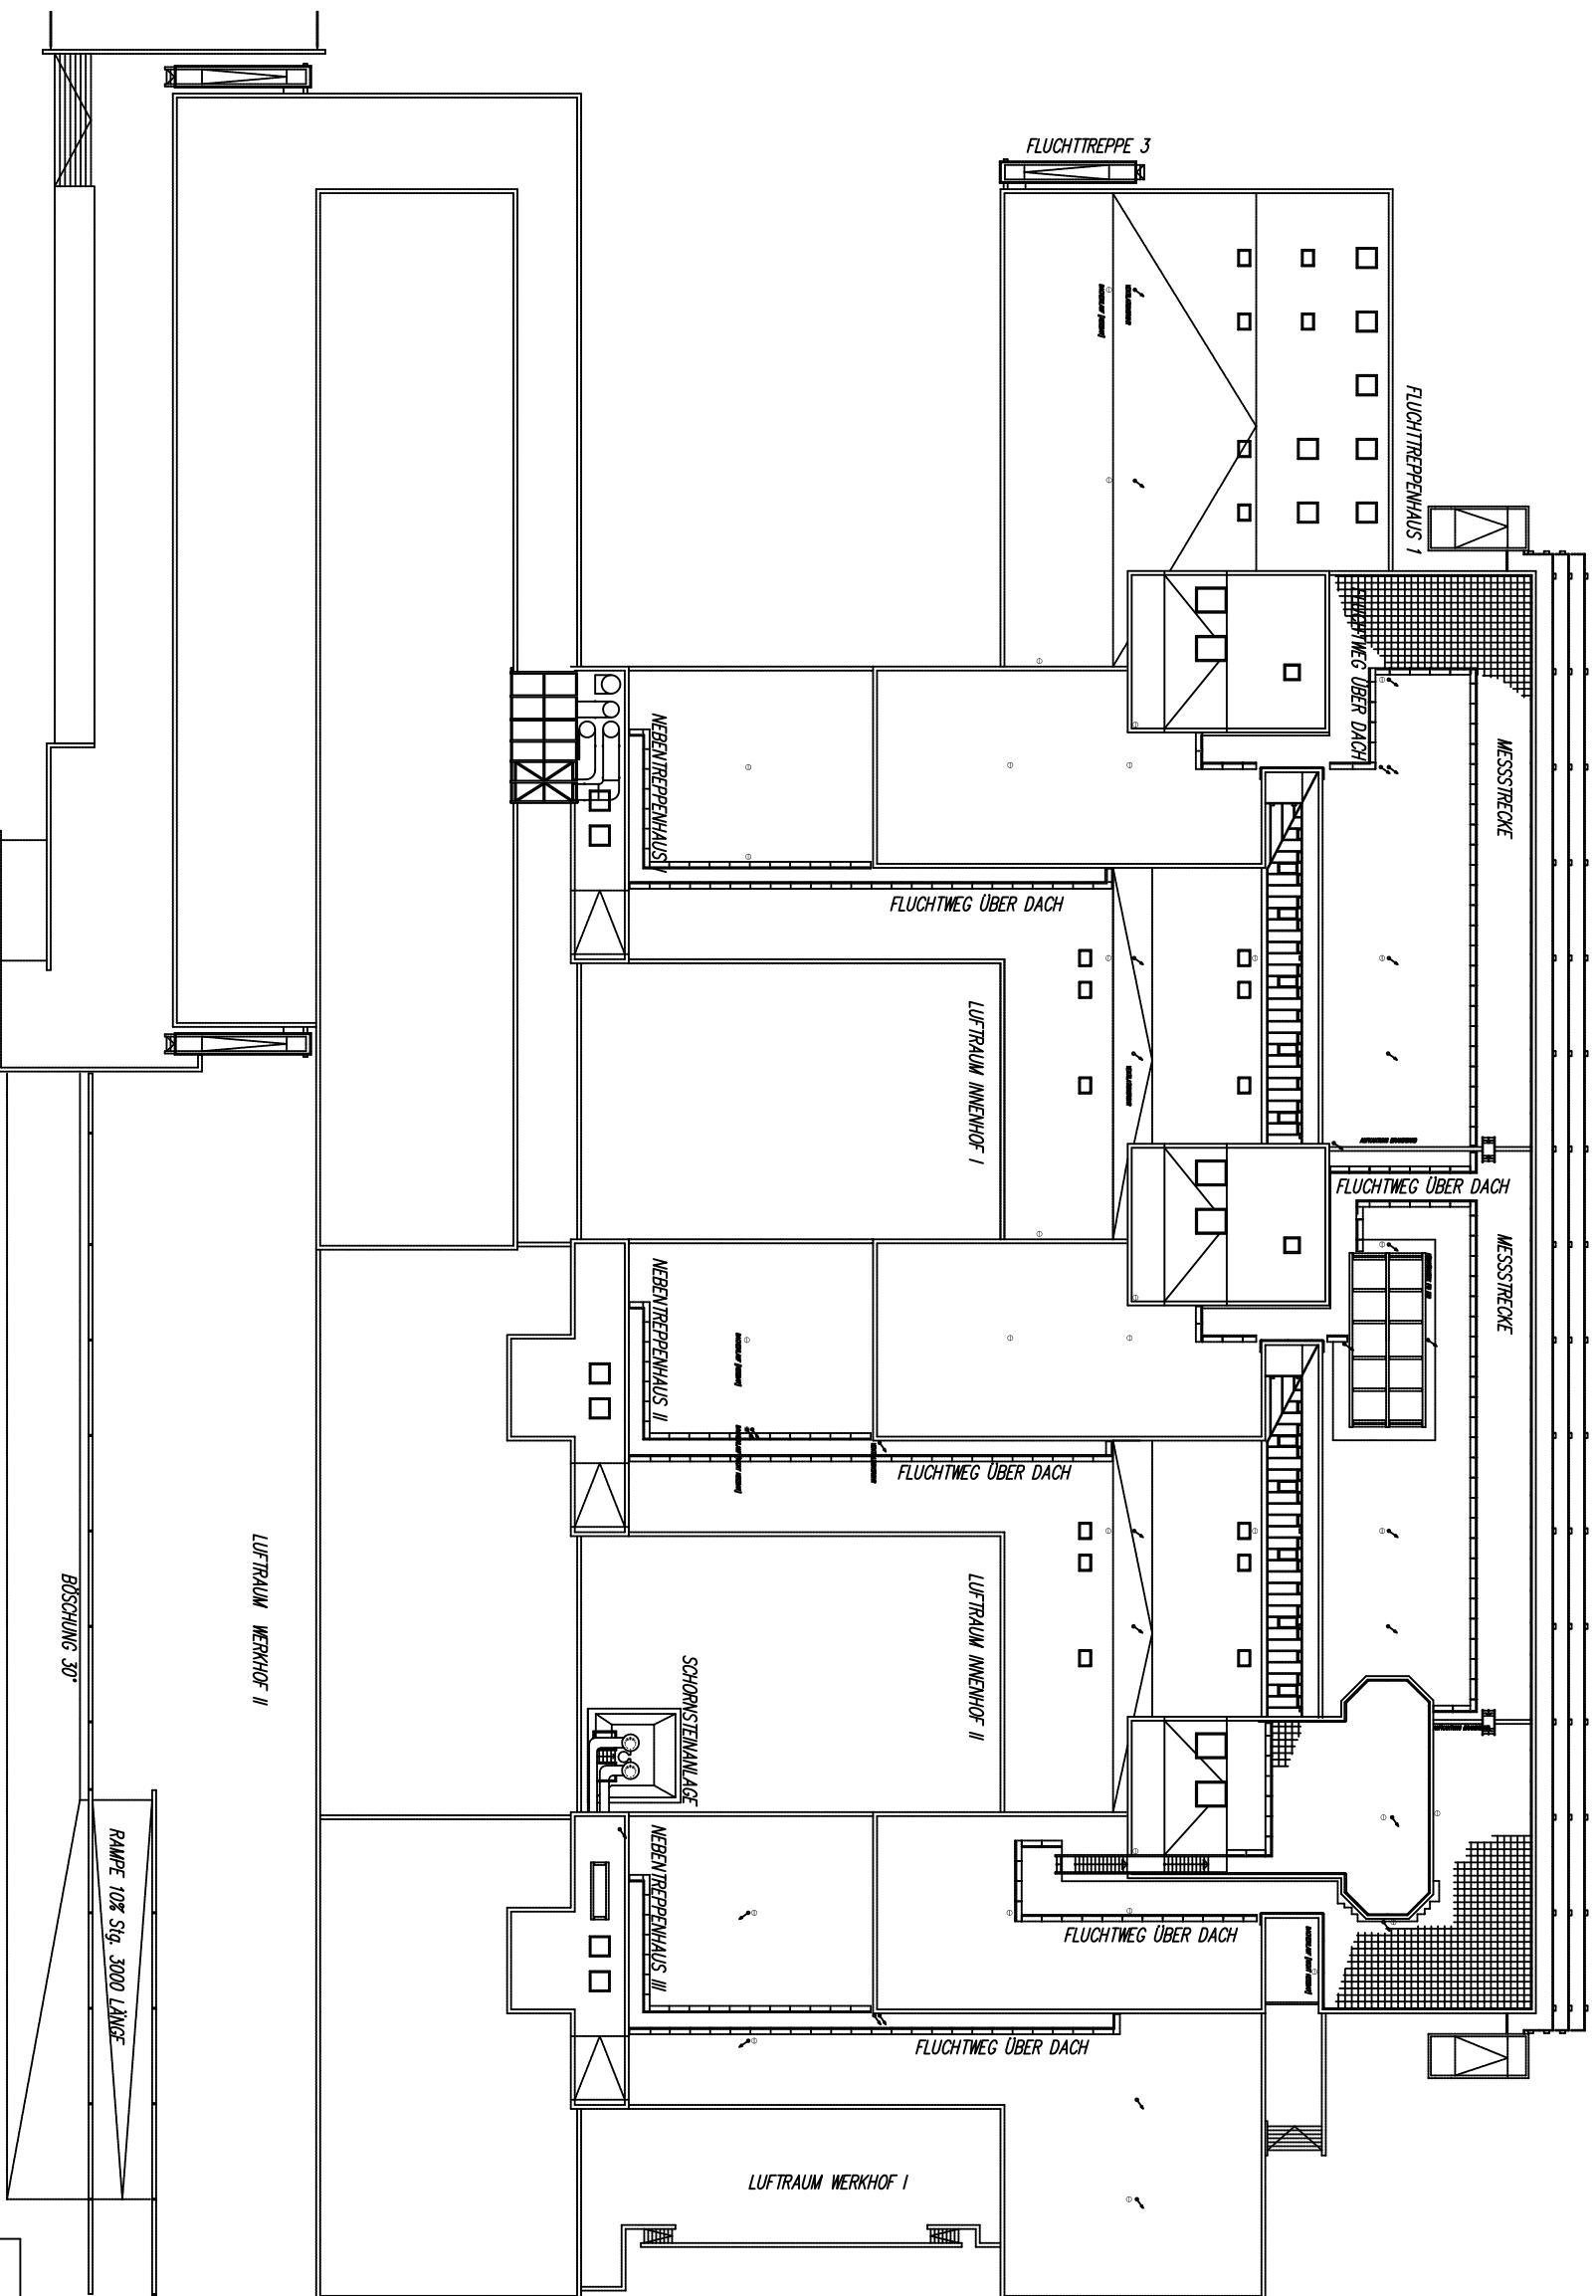 FLUCHTTREPPE 3
FLUCHTTREPPENHAUS 1
FLUCHTWEG ÜBER DACH
MESSSTRECKE
NEBENTREPPENHAUS I
FLUCHTWEG ÜBER DACH
LUFTRAUM INNENHOF I
FLUCHTWEG ÜBER DACH
MESSSTRECKE
NEBENTREPPENHAUS II
FLUCHTWEG ÜBER DACH
LUFTRAUM WERKHOF II
BÖSCHUNG 30°
LUFTRAUM INNENHOF II
SCHORNSTEINANLAGE
RAMPE 10% Stg. 3000 LÄNGE
NEBENTREPPENHAUS III
FLUCHTWEG ÜBER DACH
FLUCHTWEG ÜBER DACH
LUFTRAUM WERKHOF I